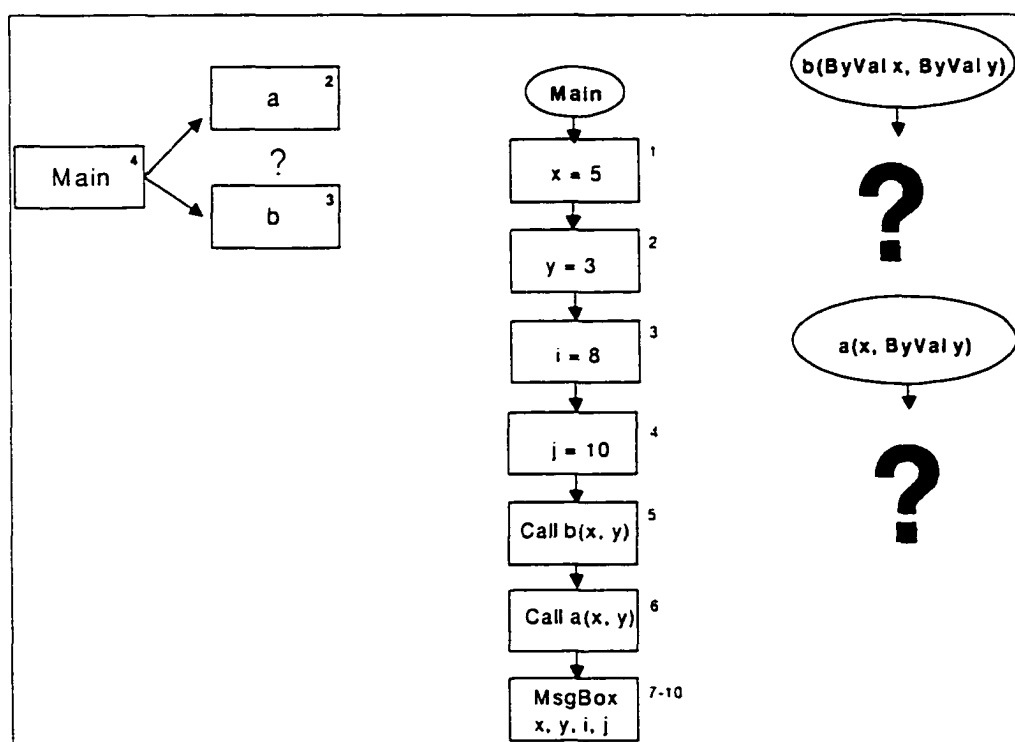 2
a
?
4
Main
3
b
Main
1
x = 5
2
y = 3
3
i = 8
4
j = 10
5
Call b(x, y)
6
Call a(x, y)
7-10
MsgBox
x, y, i, j
b(ByVal x, ByVal y)
?
a(x, ByVal y)
?